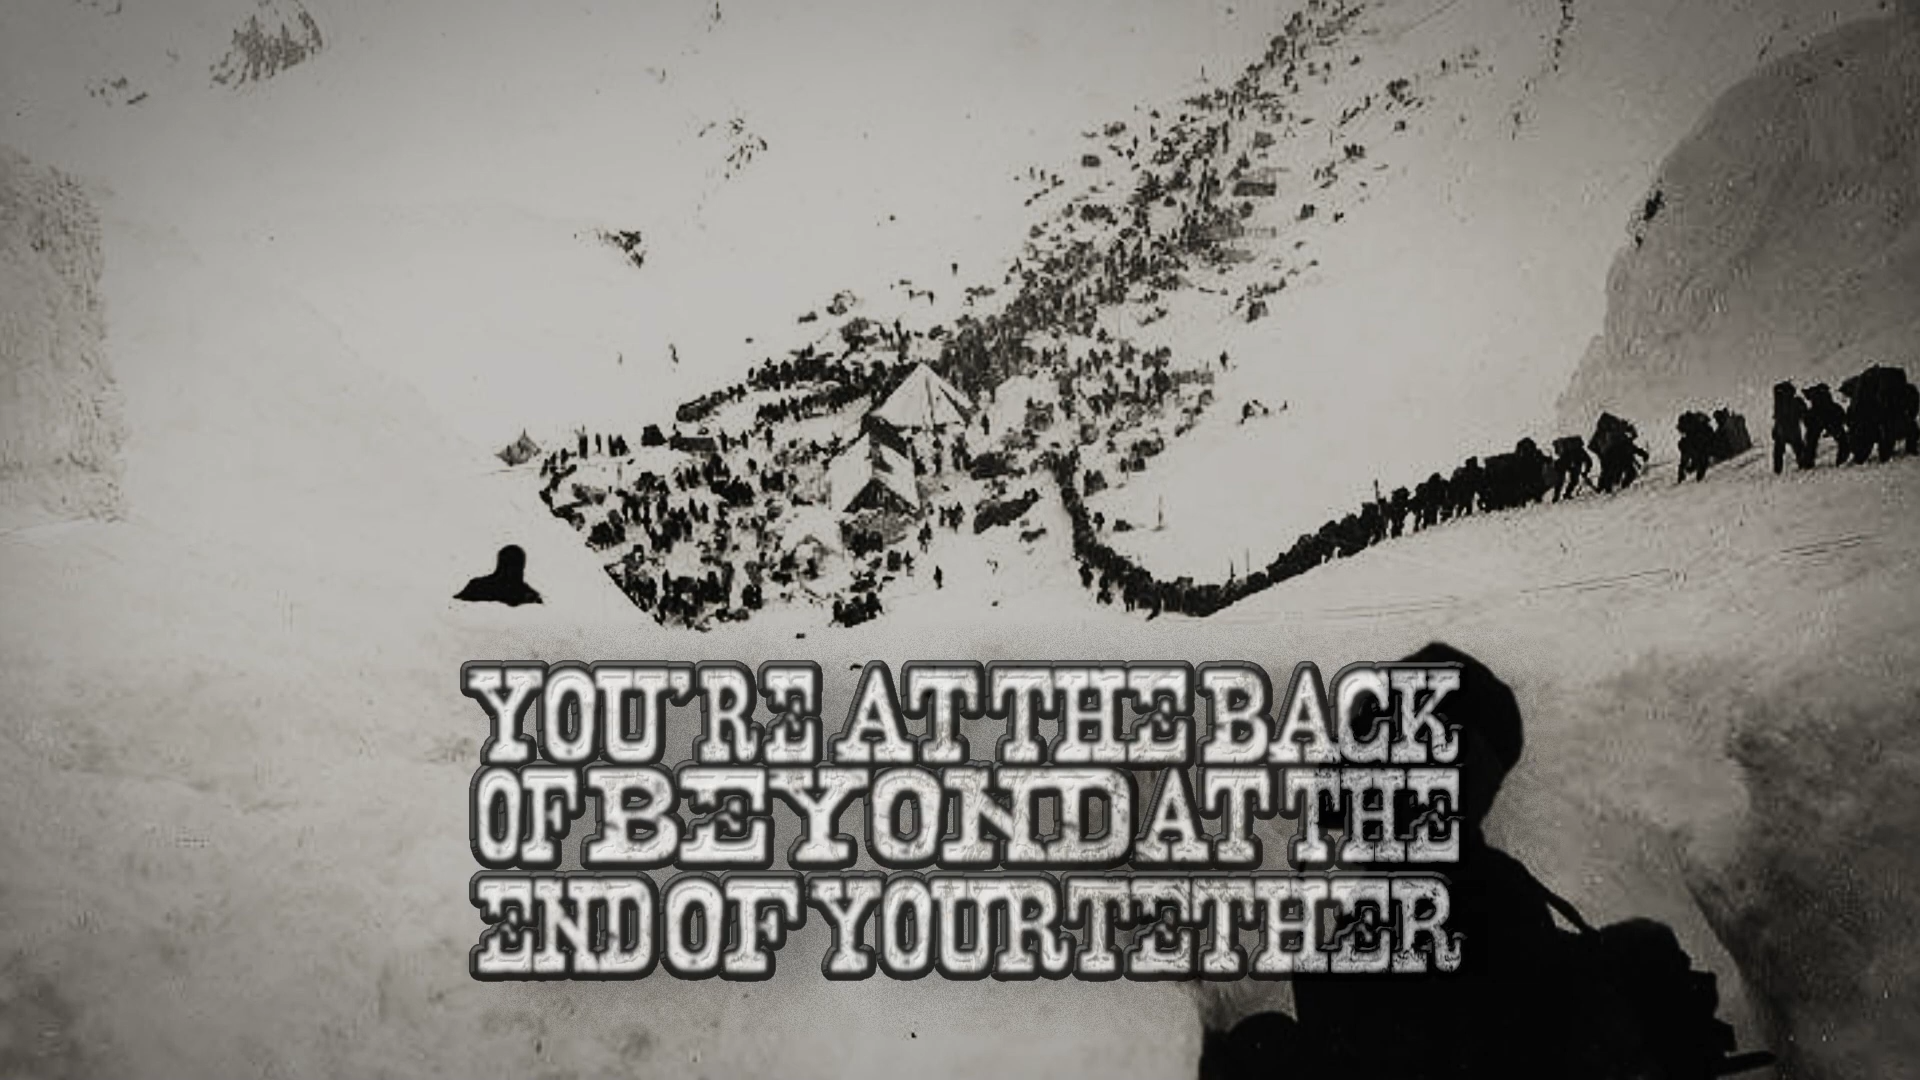 YOU'RE AT THE BACK
OF BEYOND AT THE
END OF YOUR TETHER